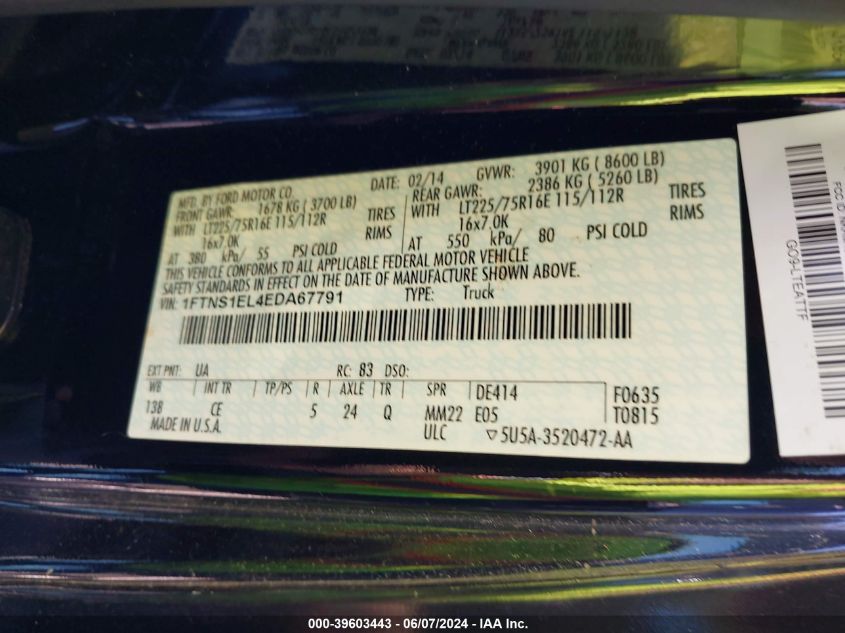 MFD. BY FORD MOTOR CO.
DATE: 02/14 GVWR: 3901 KG ( 8600 LB)
FRONT GAWR: 1678 KG ( 3700 LB) REAR GAWR: 2386 KG ( 5260 LB)
WITH LT225/75R16E 115/112R TIRES WITH LT225/75R16E 115/112R TIRES
16x7.0K RIMS 16x7.0K RIMS
AT 380 kPa/ 55 PSI COLD AT 550 kPa/ 80 PSI COLD
THIS VEHICLE CONFORMS TO ALL APPLICABLE FEDERAL MOTOR VEHICLE
SAFETY STANDARDS IN EFFECT ON THE DATE OF MANUFACTURE SHOWN ABOVE.
VIN: 1FTNS1EL4EDA67791 TYPE: Truck
EXT PNT: UA RC: 83 DSO:
WB INT TR TP/PS R AXLE TR SPR DE414 F0635
138 CE 5 24 Q MM22 E05 T0815
MADE IN U.S.A. ULC ▽5U5A-3520472-AA
GO9-LTEATTF
000-39603443 - 06/07/2024 - IAA Inc.